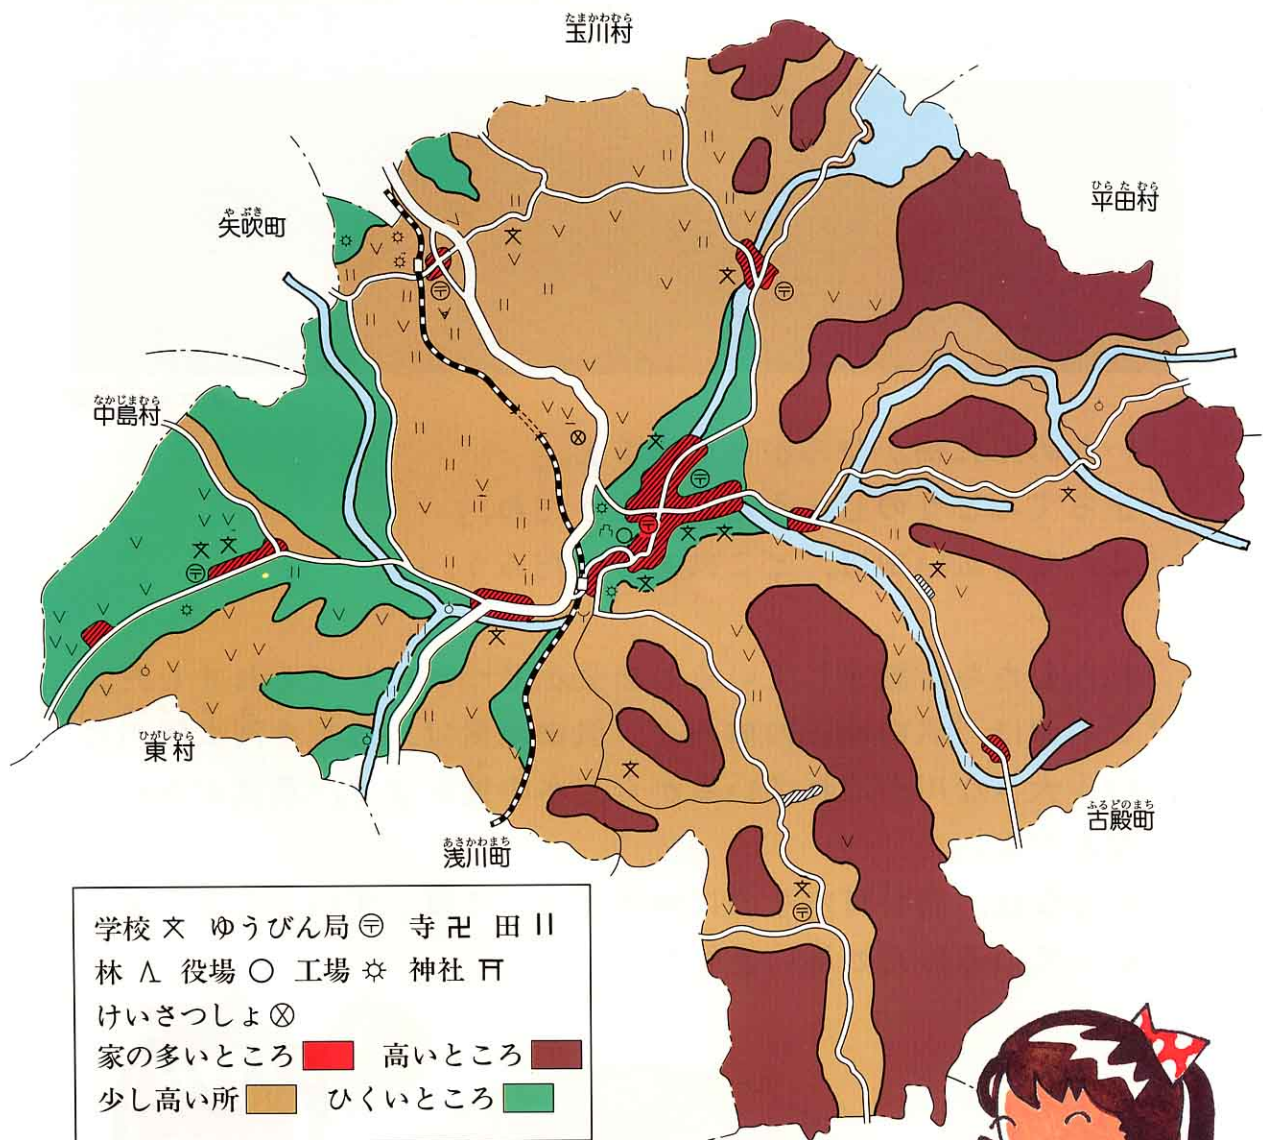 たまかわむら
玉川村
ひらたむら
平田村
やぶき
矢吹町
なかじまむら
中島村
ひがしむら
東村
あさかわまち
浅川町
ふるどのまち
古殿町
学校 文 ゆうびん局 〶 寺 卍 田 II
林 Λ 役場 ○ 工場 ☼ 神社 ⛩
けいさつしょ ⊗
家の多いところ 高いところ
少し高い所 ひくいところ